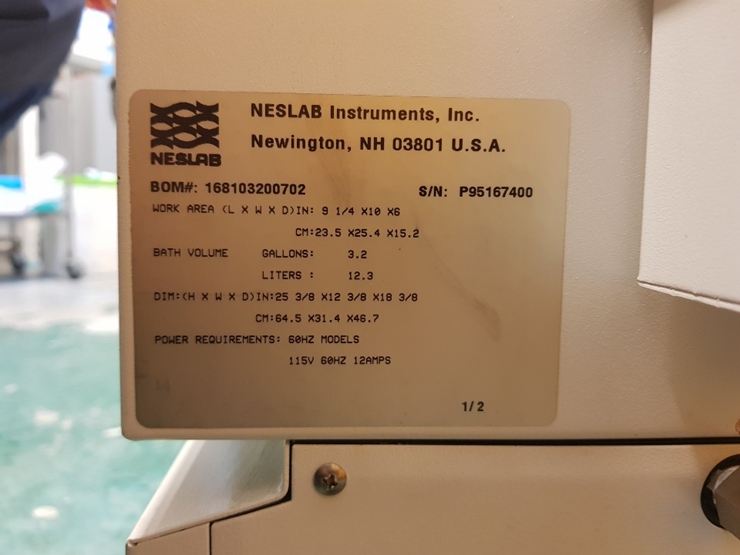 NESLAB Instruments, Inc.
Newington, NH 03801 U.S.A.
NESLAB
BOM#: 168103200702 S/N: P95167400
WORK AREA (L X W X D)IN: 9 1/4 X10 X6
CM:23.5 X25.4 X15.2
BATH VOLUME GALLONS: 3.2
LITERS : 12.3
DIM:(H X W X D)IN:25 3/8 X12 3/8 X18 3/8
CM:64.5 X31.4 X46.7
POWER REQUIREMENTS: 60HZ MODELS
115V 60HZ 12AMPS
1/2